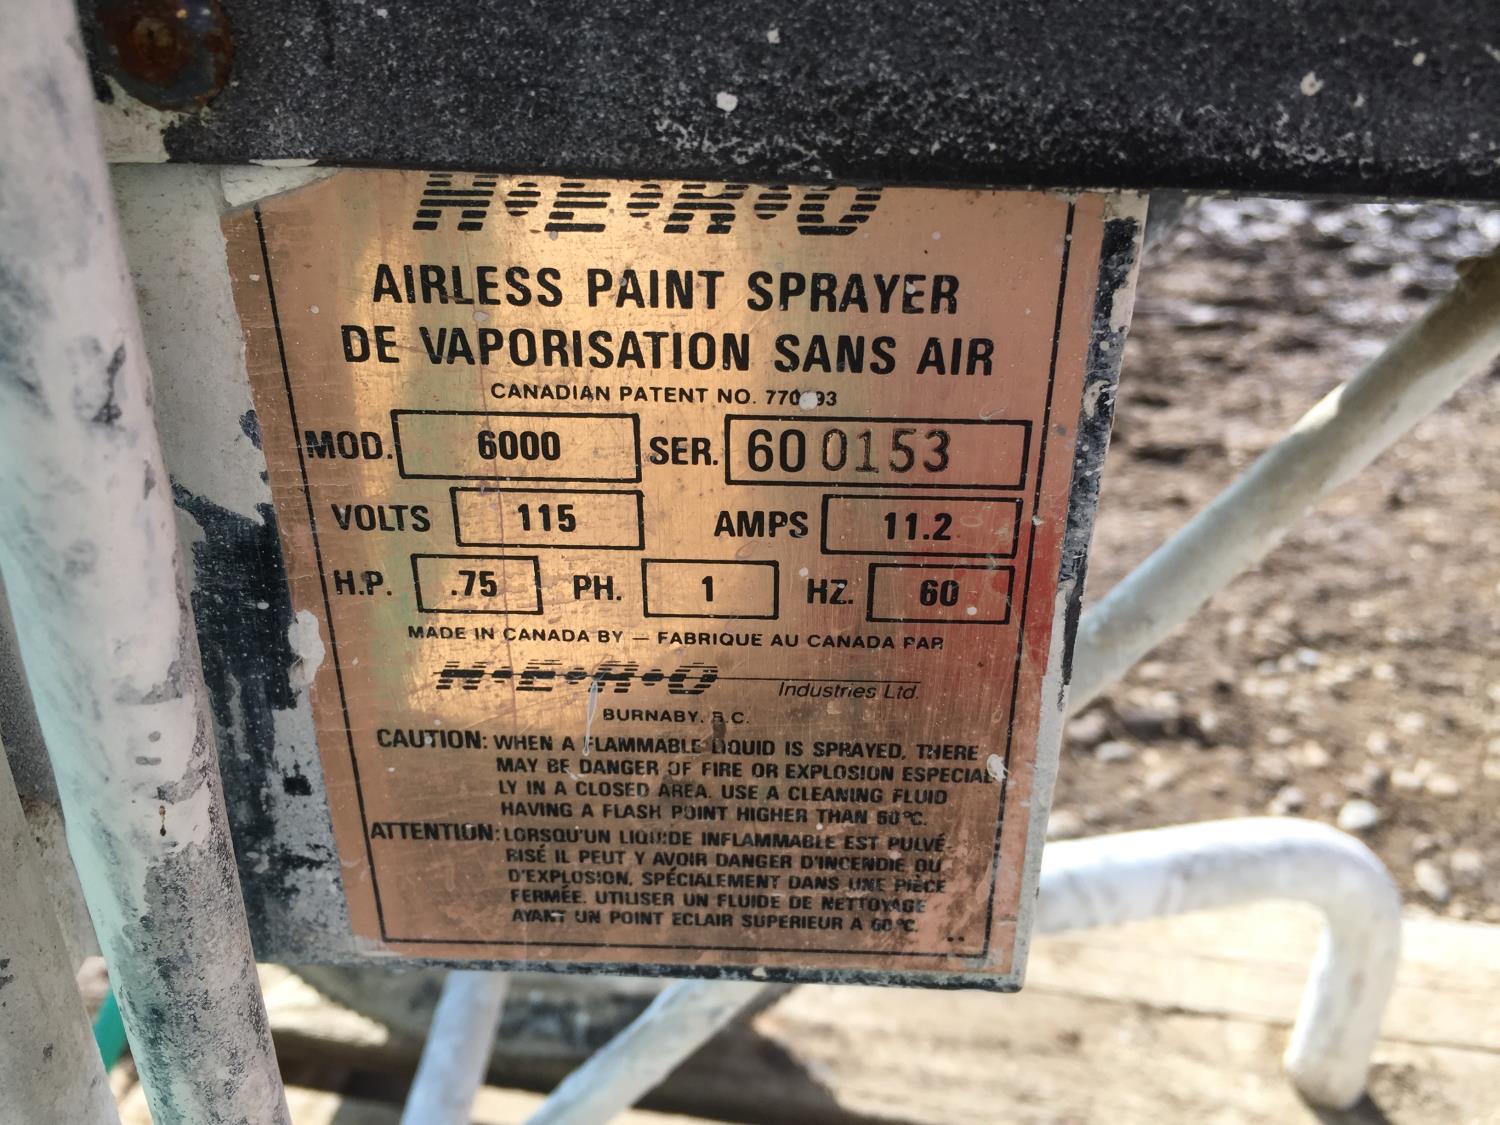 H•E•R•O
AIRLESS PAINT SPRAYER
DE VAPORISATION SANS AIR
CANADIAN PATENT NO.
MOD. 6000 SER. 600153
VOLTS 115 AMPS 11.2
H.P. .75 PH. 1 HZ. 60
MADE IN CANADA BY — FABRIQUE AU CANADA PAR
H•E•R•O Industries Ltd.
BURNABY, B.C.
CAUTION: WHEN A FLAMMABLE LIQUID IS SPRAYED, THERE
MAY BE DANGER OF FIRE OR EXPLOSION ESPECIAL-
LY IN A CLOSED AREA. USE A CLEANING FLUID
HAVING A FLASH POINT HIGHER THAN 60°C.
ATTENTION: LORSQU'UN LIQUIDE INFLAMMABLE EST PULVÉ-
RISÉ IL PEUT Y AVOIR DANGER D'INCENDIE OU
D'EXPLOSION, SPÉCIALEMENT DANS UNE PIÈCE
FERMÉE. UTILISER UN FLUIDE DE NETTOYAGE
AYANT UN POINT ECLAIR SUPERIEUR A 60°C.